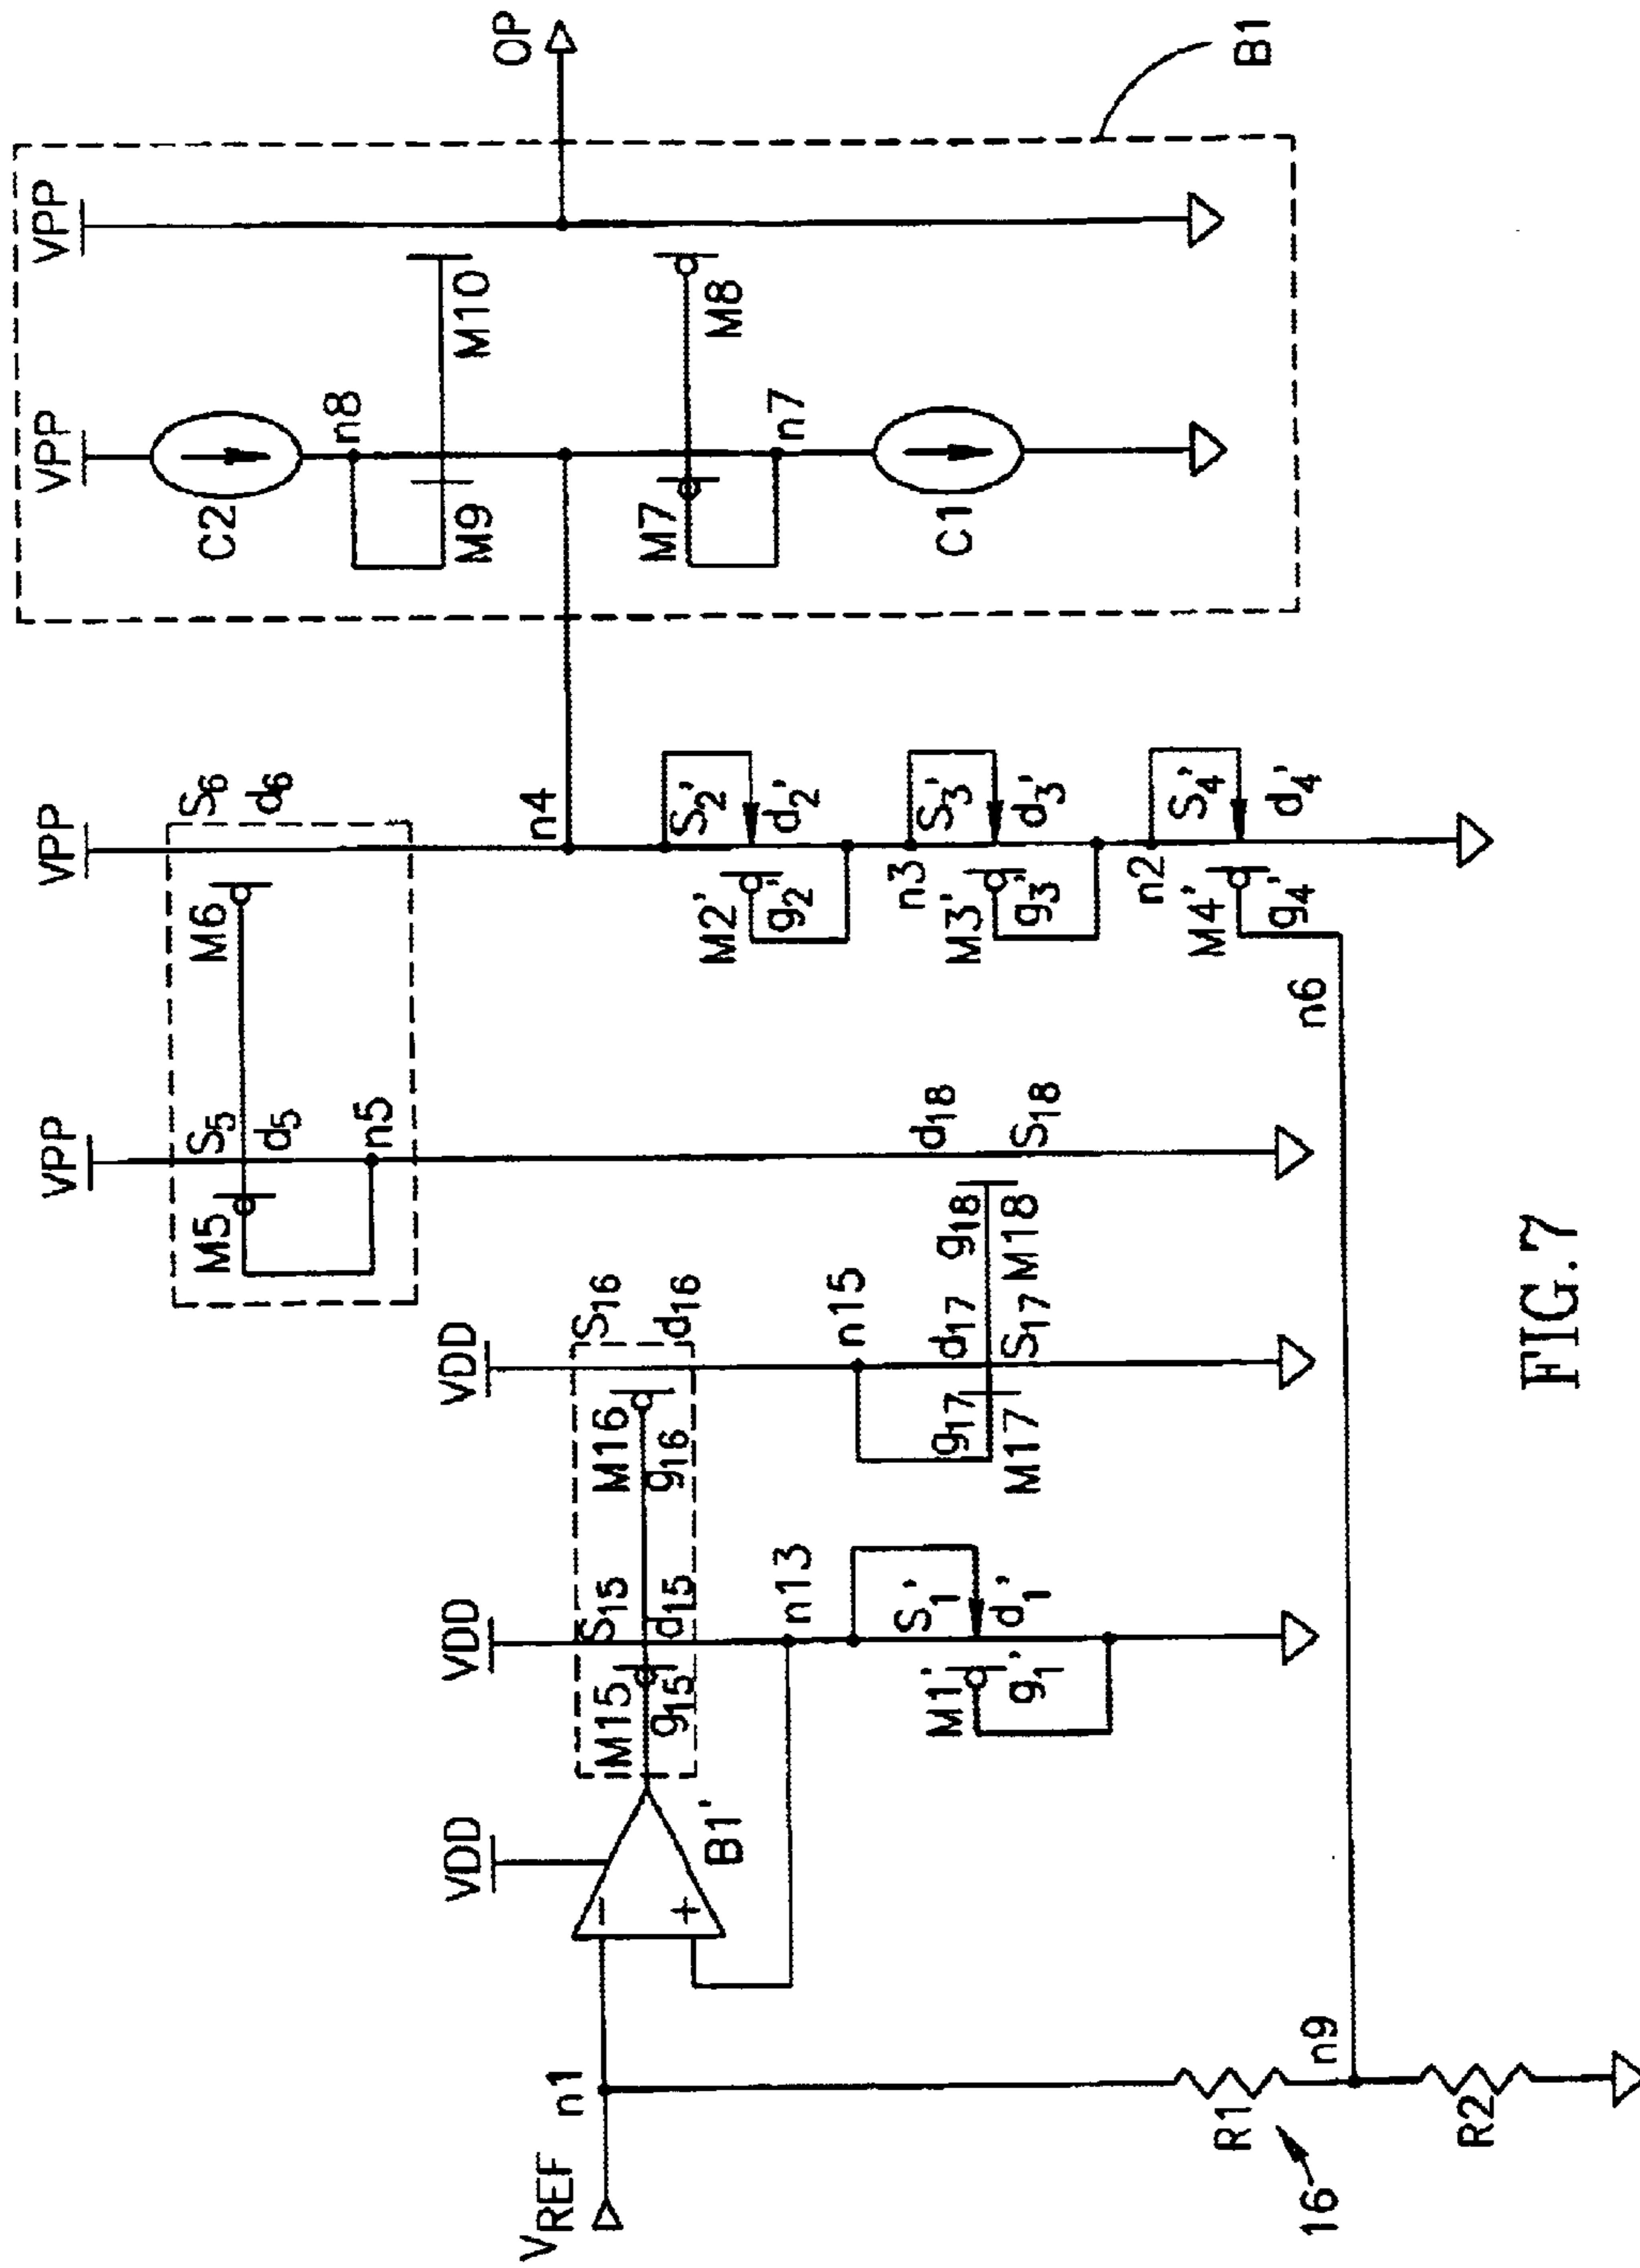 VPP
VPP
VPP
VPP
OP
C2
n8
M9
M10
M7
M8
n7
C1
B1
M5
S5
d5
n5
M6
S6
d6
n4
VDD
VDD
VDD
VREF
n1
B1'
−
+
M15
g15
S15
d15
M16
g16
S16
d16
n13
M1'
g1'
S1'
d1'
n15
g17
M17
d17
S17
g18
M18
d18
S18
M2'
g2'
S2'
d2'
n3
M3'
g3'
S3'
d3'
n2
M4'
g4'
S4'
d4'
n6
R1
16
n9
R2
FIG.7